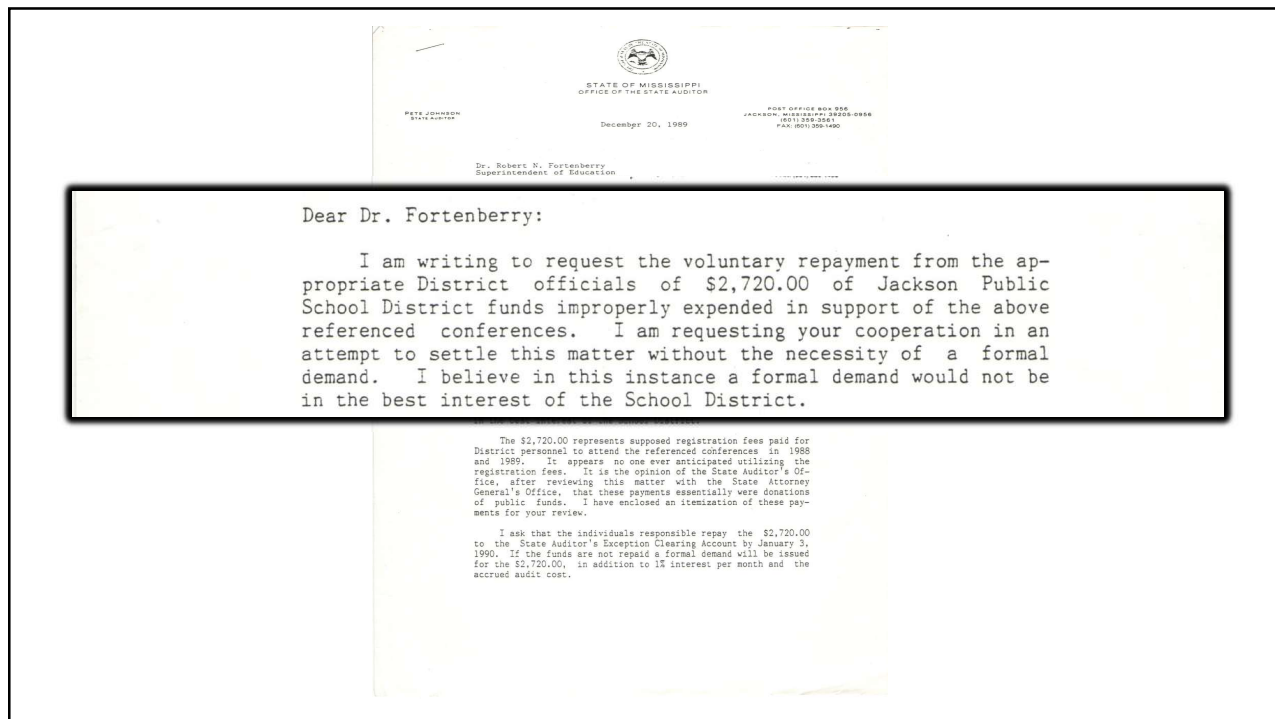 STATE OF MISSISSIPPI
OFFICE OF THE STATE AUDITOR
PETE JOHNSON
STATE AUDITOR
POST OFFICE BOX 956
JACKSON, MISSISSIPPI 39205-0956
(601) 359-3561
FAX: (601) 359-1490
December 20, 1989
Dr. Robert N. Fortenberry
Superintendent of Education
Dear Dr. Fortenberry:
I am writing to request the voluntary repayment from the ap-
propriate District officials of $2,720.00 of Jackson Public
School District funds improperly expended in support of the above
referenced conferences. I am requesting your cooperation in an
attempt to settle this matter without the necessity of a formal
demand. I believe in this instance a formal demand would not be
in the best interest of the School District.
The $2,720.00 represents supposed registration fees paid for
District personnel to attend the referenced conferences in 1988
and 1989. It appears no one ever anticipated utilizing the
registration fees. It is the opinion of the State Auditor's Of-
fice, after reviewing this matter with the State Attorney
General's Office, that these payments essentially were donations
of public funds. I have enclosed an itemization of these pay-
ments for your review.
I ask that the individuals responsible repay the $2,720.00
to the State Auditor's Exception Clearing Account by January 3,
1990. If the funds are not repaid a formal demand will be issued
for the $2,720.00, in addition to 1% interest per month and the
accrued audit cost.